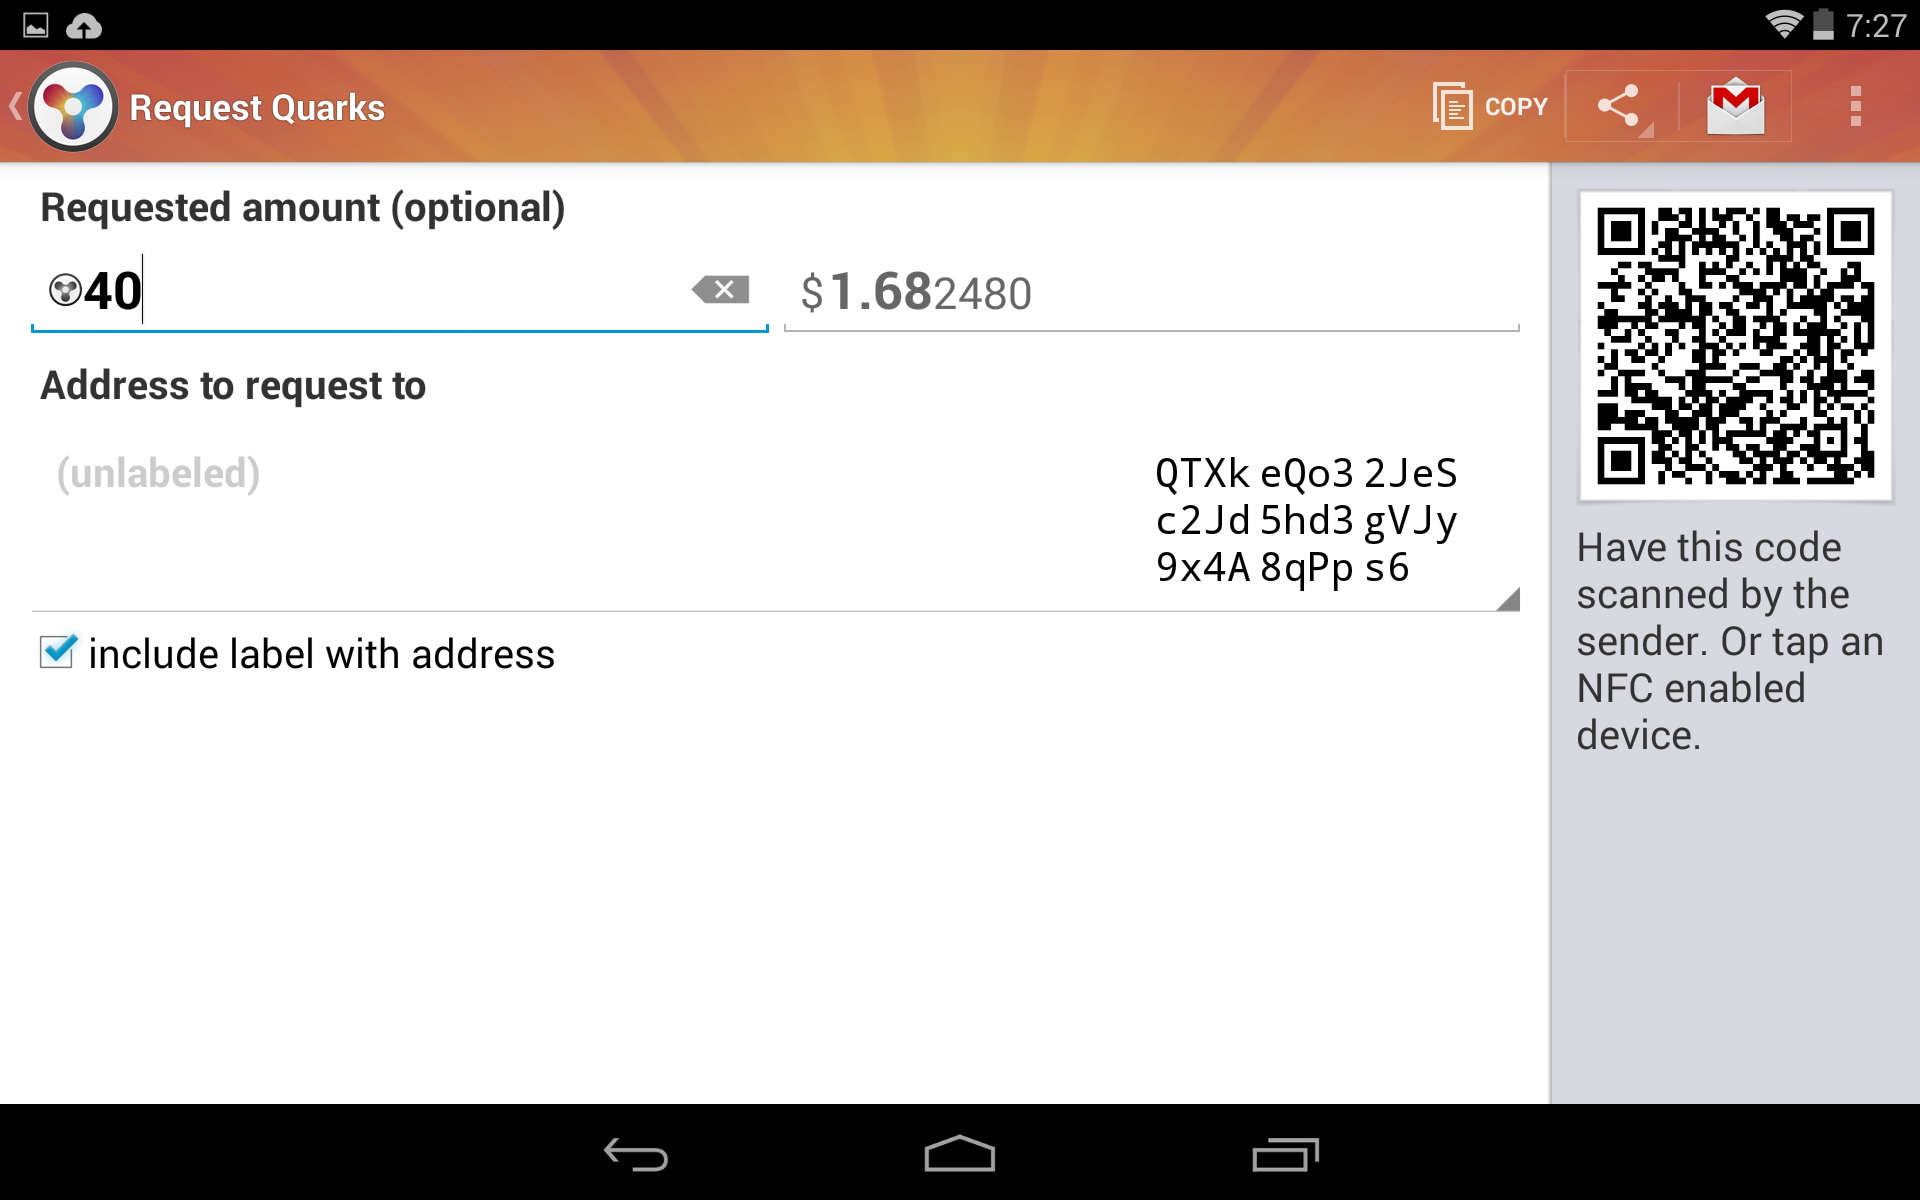 7:27
Request Quarks
COPY
Requested amount (optional)
40
$1.682480
Address to request to
(unlabeled)
QTXk eQo3 2JeS
c2Jd 5hd3 gVJy
9x4A 8qPp s6
include label with address
Have this code
scanned by the
sender. Or tap an
NFC enabled
device.